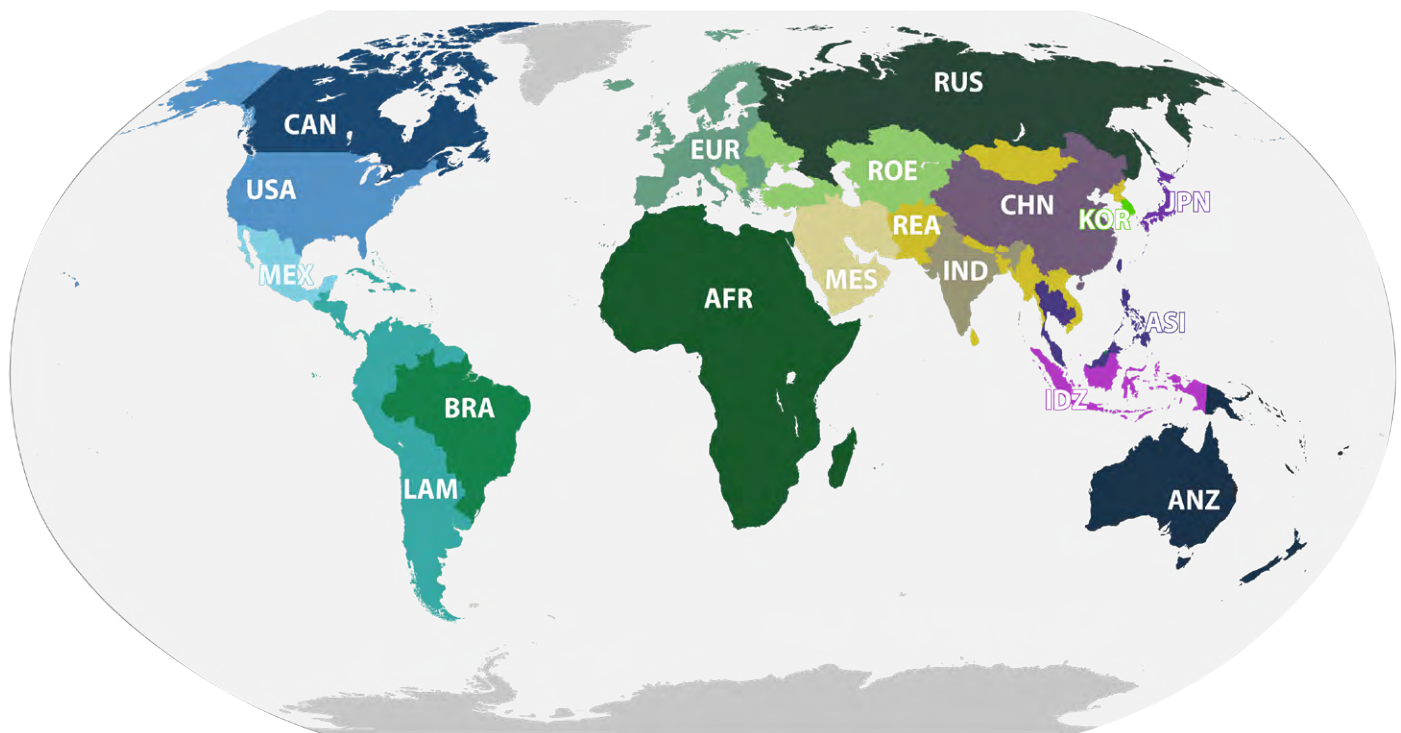 RUS
CAN
EUR
ROE
USA
CHN
JPN
KOR
REA
MEX
MES
IND
AFR
ASI
IDZ
BRA
LAM
ANZ